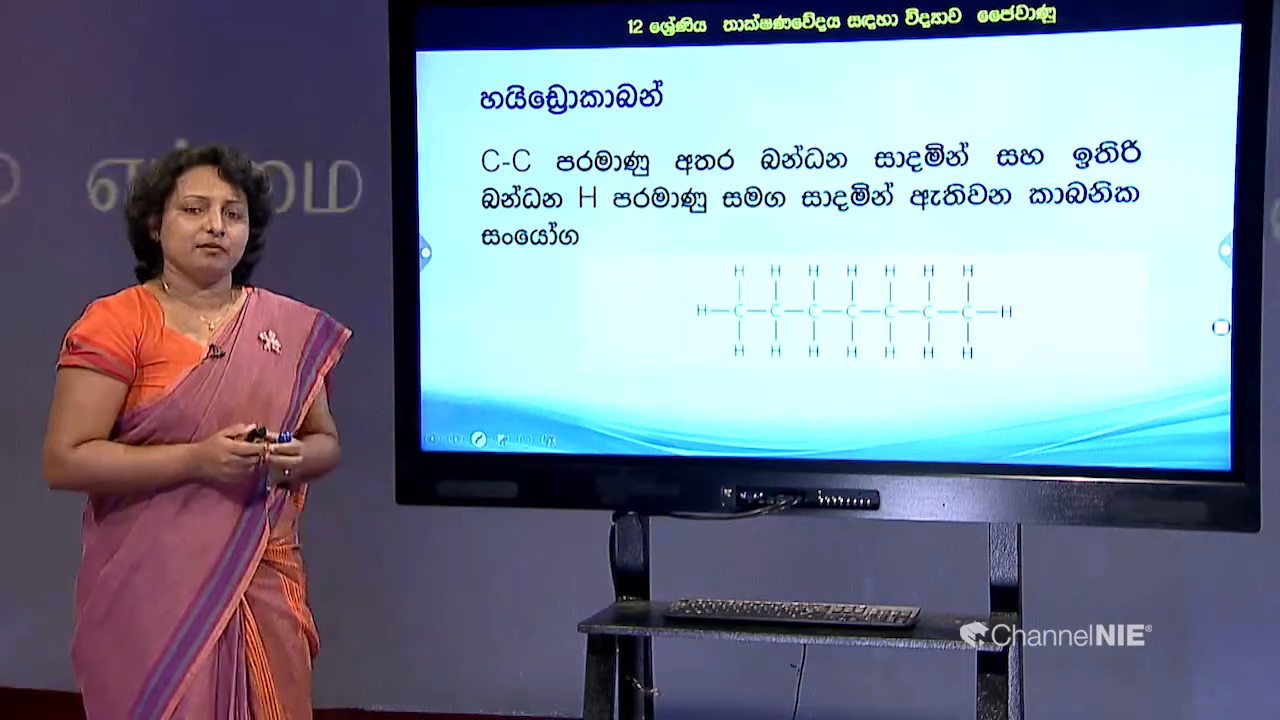 12 ශ්‍රේණිය තාක්ෂණවේදය සඳහා විද්‍යාව ජෛවාණු
හයිඩ්‍රොකාබන්
C-C පරමාණු අතර බන්ධන සාදමින් සහ ඉතිරි
බන්ධන H පරමාණු සමග සාදමින් ඇතිවන කාබනික
සංයෝග
H H H H H H H
H—C—C—C—C—C—C—C—H
H H H H H H H
ChannelNIE®